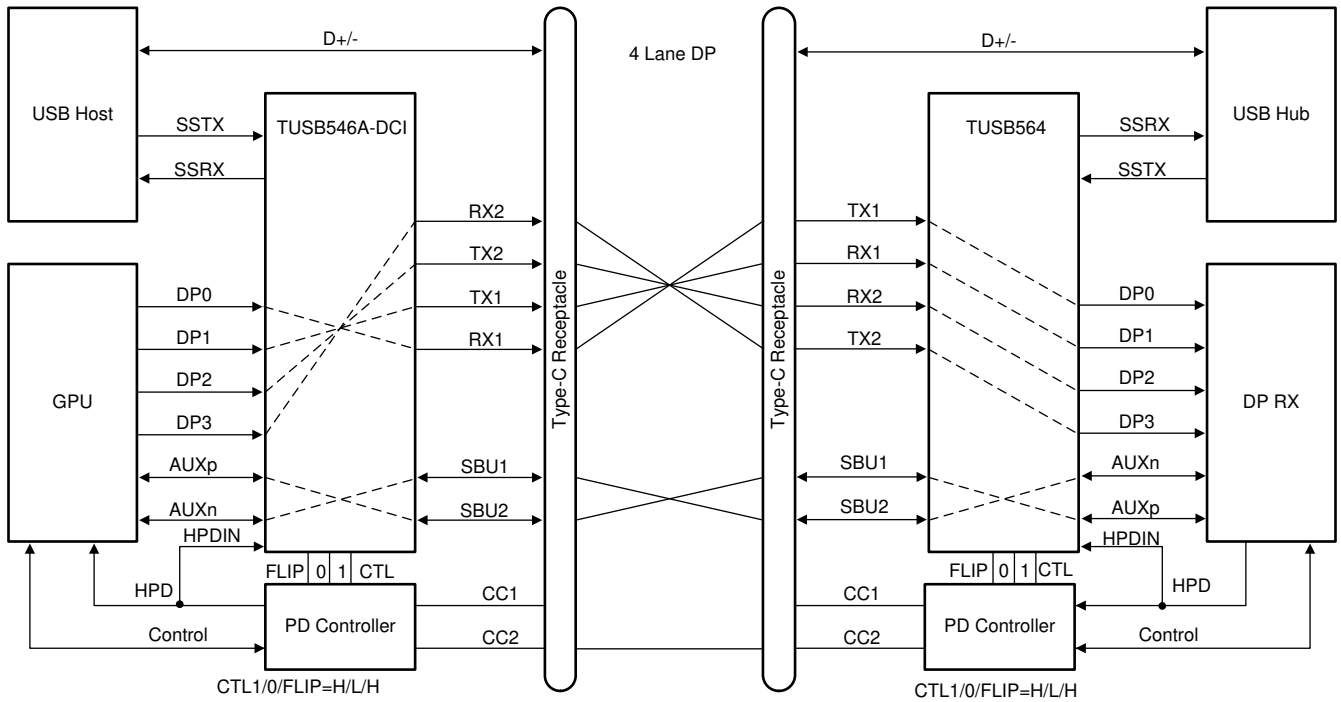 D+/-
4 Lane DP
D+/-
USB Host
TUSB546A-DCI
TUSB564
USB Hub
SSTX
SSRX
SSRX
SSTX
RX2
TX2
TX1
RX1
TX1
RX1
RX2
TX2
Type-C Receptacle
Type-C Receptacle
GPU
DP0
DP1
DP2
DP3
AUXp
AUXn
HPDIN
SBU1
SBU2
SBU1
SBU2
DP0
DP1
DP2
DP3
AUXn
AUXp
HPDIN
DP RX
FLIP 0 1 CTL
FLIP 0 1 CTL
HPD
Control
PD Controller
CC1
CC2
CC1
CC2
PD Controller
HPD
Control
CTL1/0/FLIP=H/L/H
CTL1/0/FLIP=H/L/H